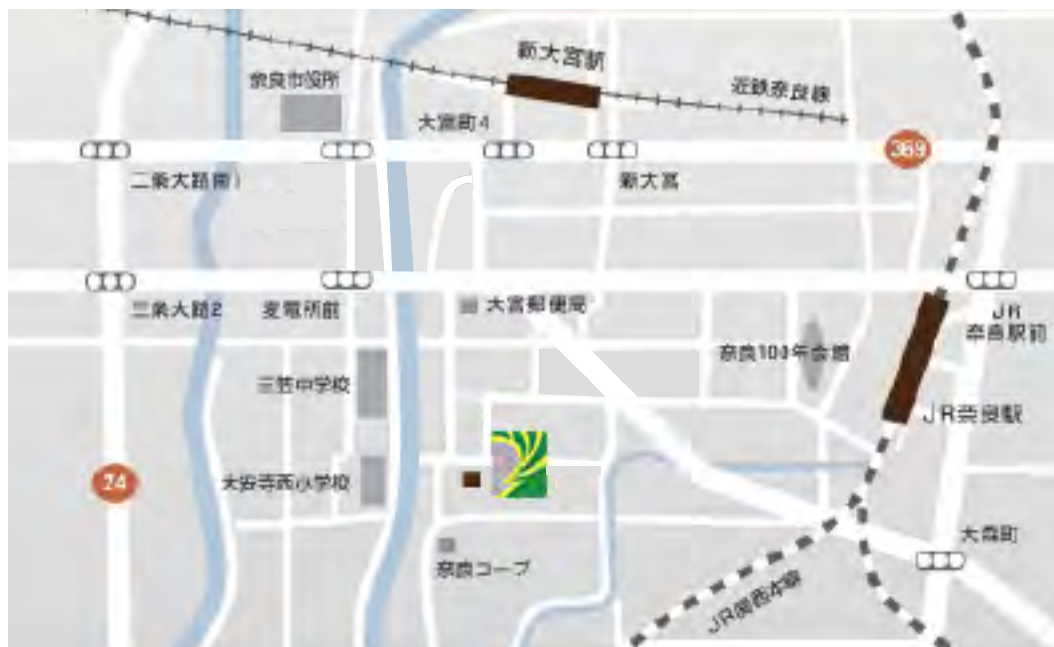 新大宮駅
奈良市役所
近鉄奈良線
大宮町4
369
二条大路南1
新大宮
三条大路2
変電所前
大宮郵便局
JR
奈良駅前
奈良100年会館
三笠中学校
JR奈良駅
24
大安寺西小学校
大森町
奈良コープ
JR関西本線